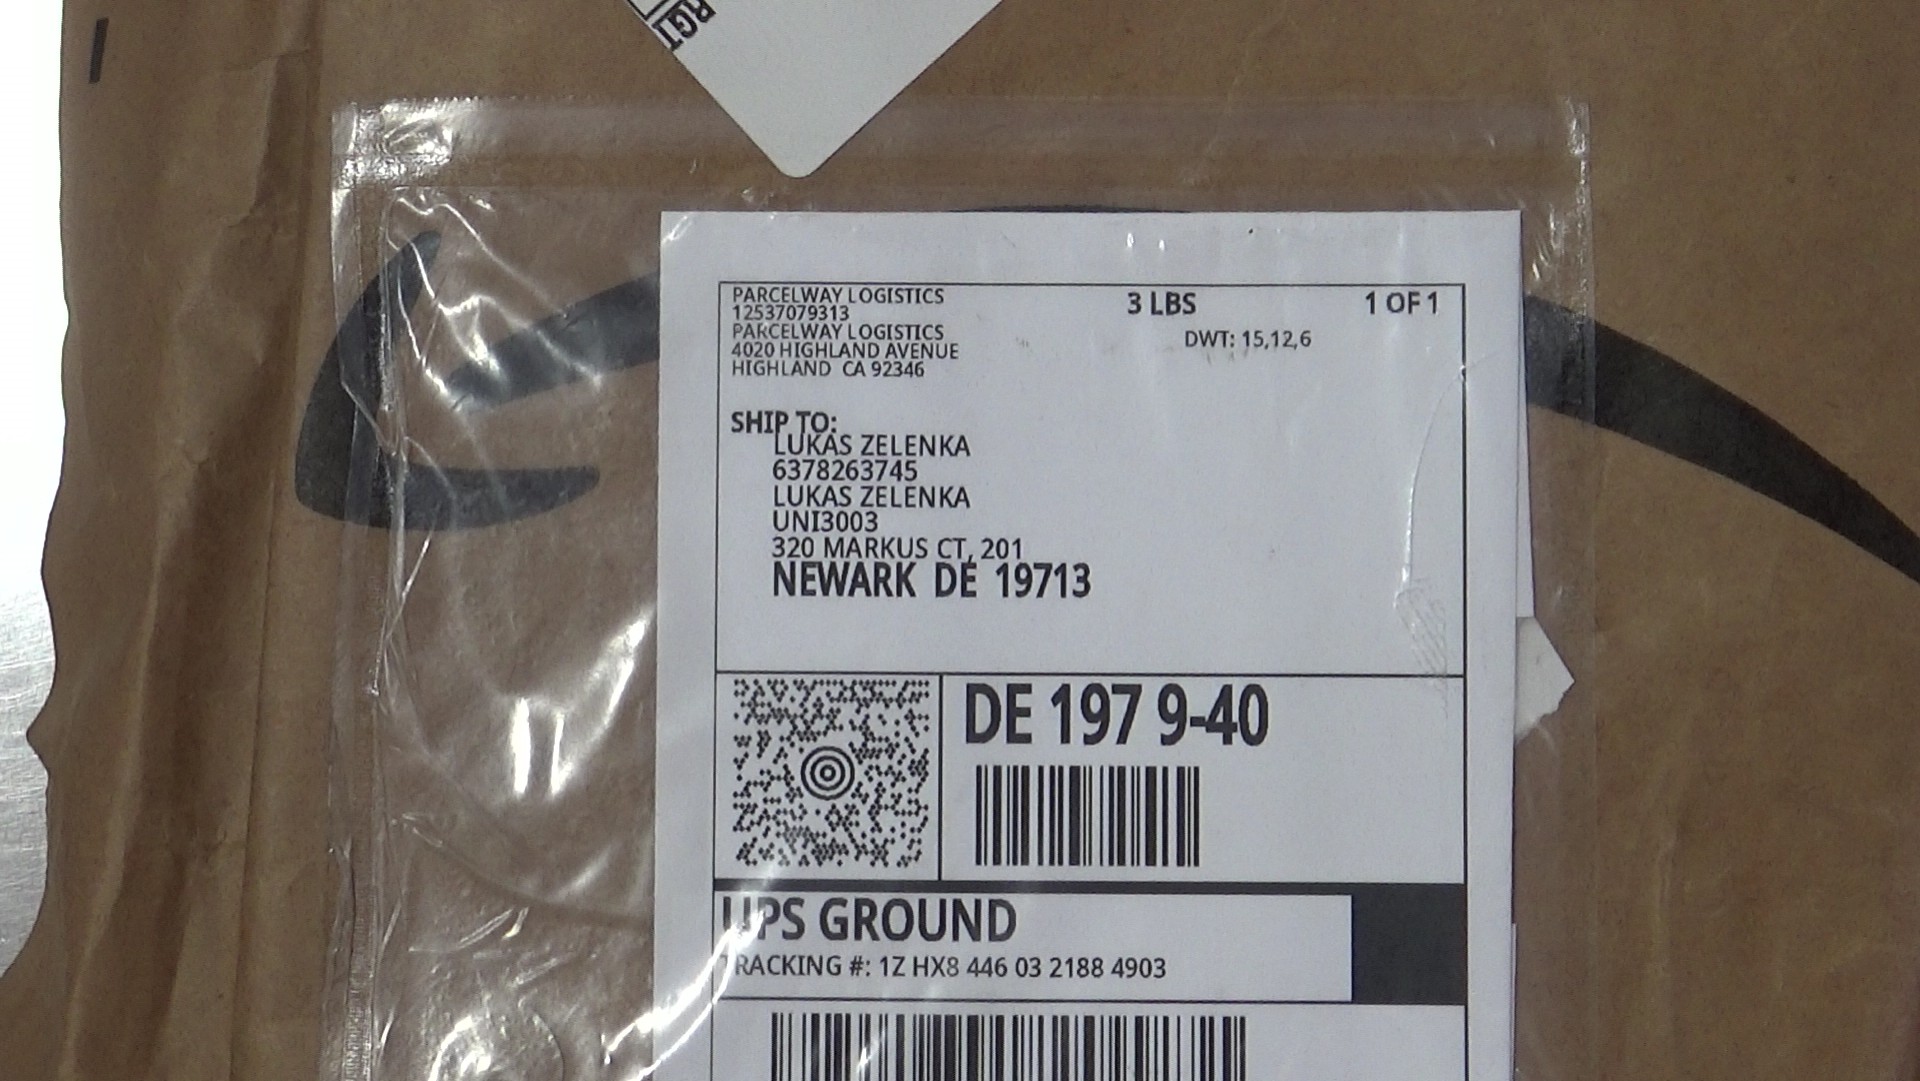 RGT
PARCELWAY LOGISTICS
12537079313
PARCELWAY LOGISTICS
4020 HIGHLAND AVENUE
HIGHLAND CA 92346
3 LBS
1 OF 1
DWT: 15,12,6
SHIP TO:
LUKAS ZELENKA
6378263745
LUKAS ZELENKA
UNI3003
320 MARKUS CT, 201
NEWARK DE 19713
DE 197 9-40
UPS GROUND
TRACKING #: 1Z HX8 446 03 2188 4903